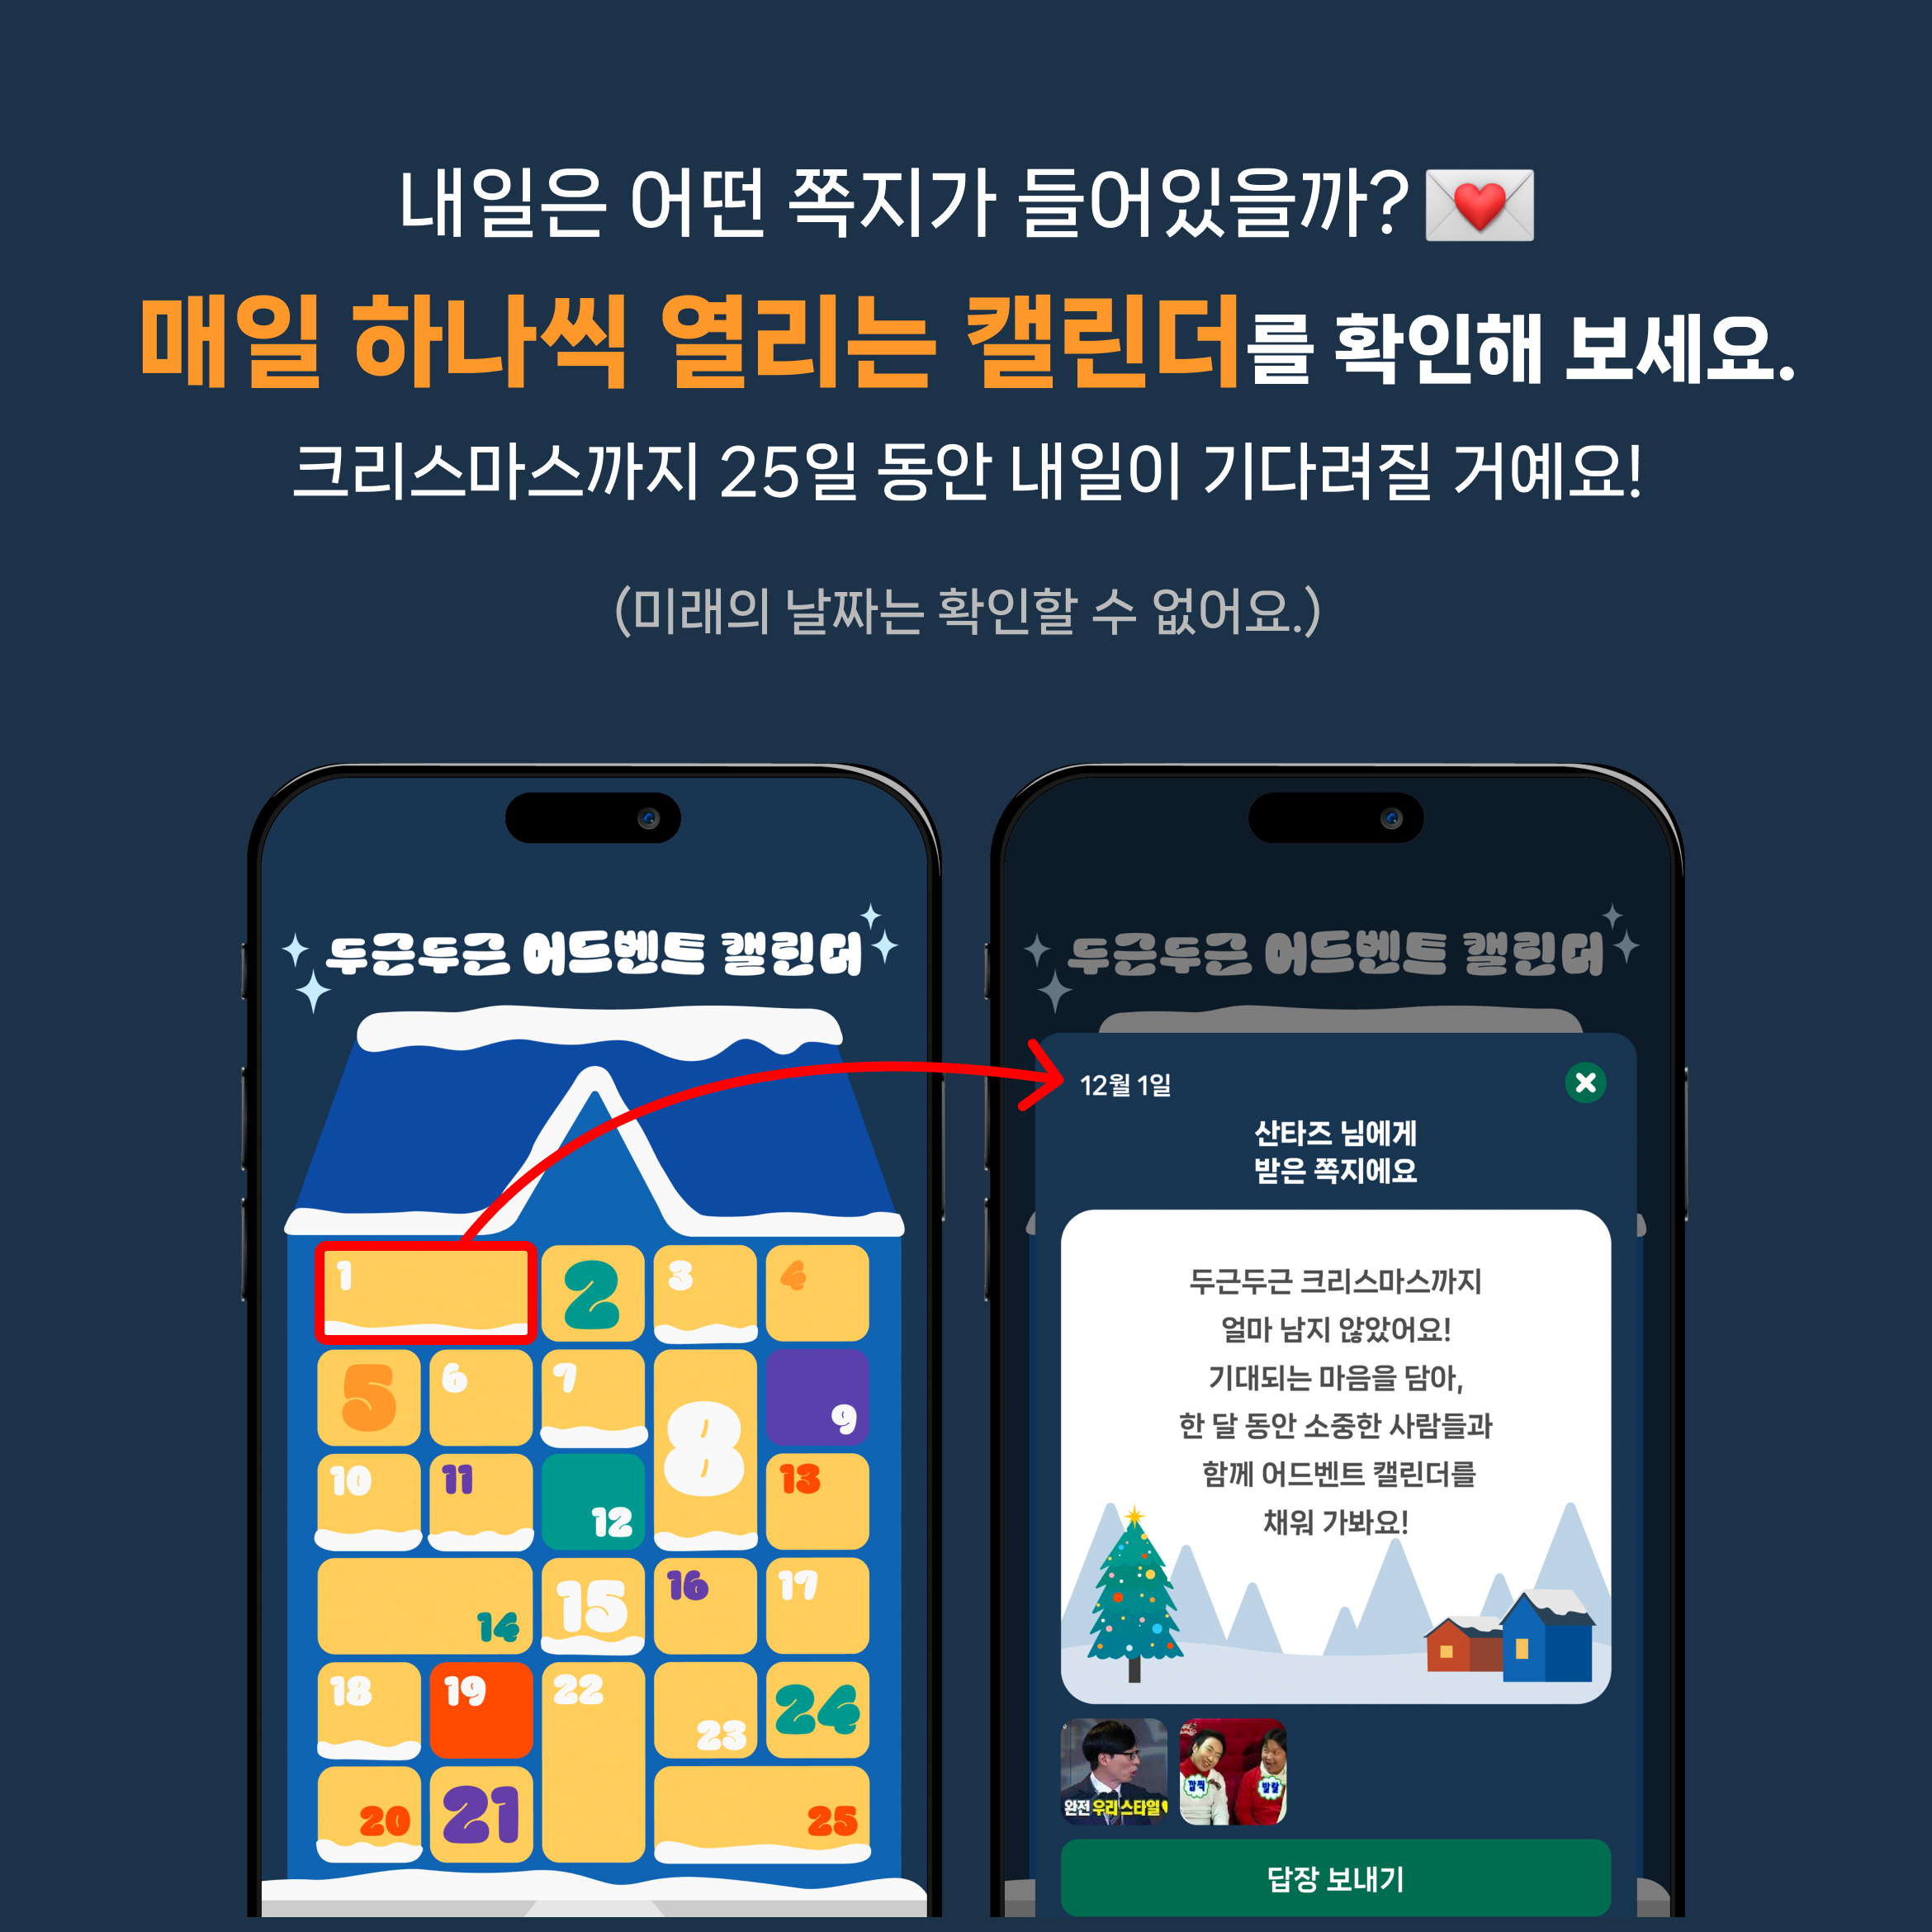 내일은 어떤 쪽지가 들어있을까? 💌
매일 하나씩 열리는 캘린더를 확인해 보세요.
크리스마스까지 25일 동안 내일이 기다려질 거예요!
(미래의 날짜는 확인할 수 없어요.)
두근두근 어드벤트 캘린더
1 2 3 4
5 6 7 8 9
10 11 12 13
14 15 16 17
18 19 22 23 24
20 21 25
두근두근 어드벤트 캘린더
12월 1일
산타즈 님에게
받은 쪽지에요
두근두근 크리스마스까지
얼마 남지 않았어요!
기대되는 마음을 담아,
한 달 동안 소중한 사람들과
함께 어드벤트 캘린더를
채워 가봐요!
완전 우리 스타일
깜찍 발랄
답장 보내기